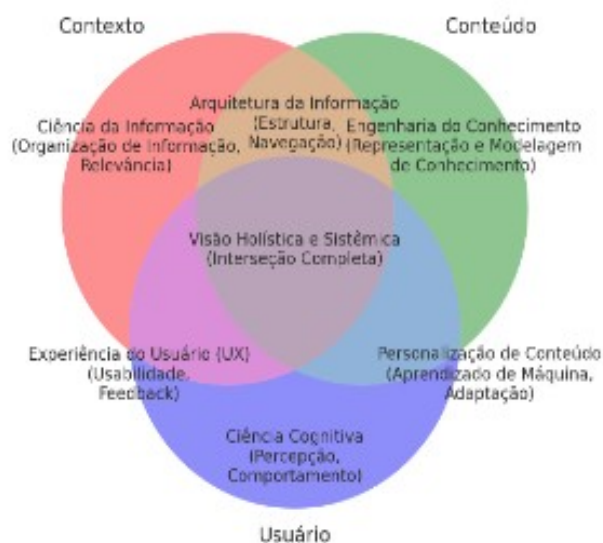 Contexto
Conteúdo
Arquitetura da Informação
(Estrutura,
Navegação)
Ciência da Informação
(Organização de Informação,
Relevância)
Engenharia do Conhecimento
(Representação e Modelagem
de Conhecimento)
Visão Holística e Sistêmica
(Interseção Completa)
Experiência do Usuário (UX)
(Usabilidade,
Feedback)
Personalização de Conteúdo
(Aprendizado de Máquina,
Adaptação)
Ciência Cognitiva
(Percepção,
Comportamento)
Usuário